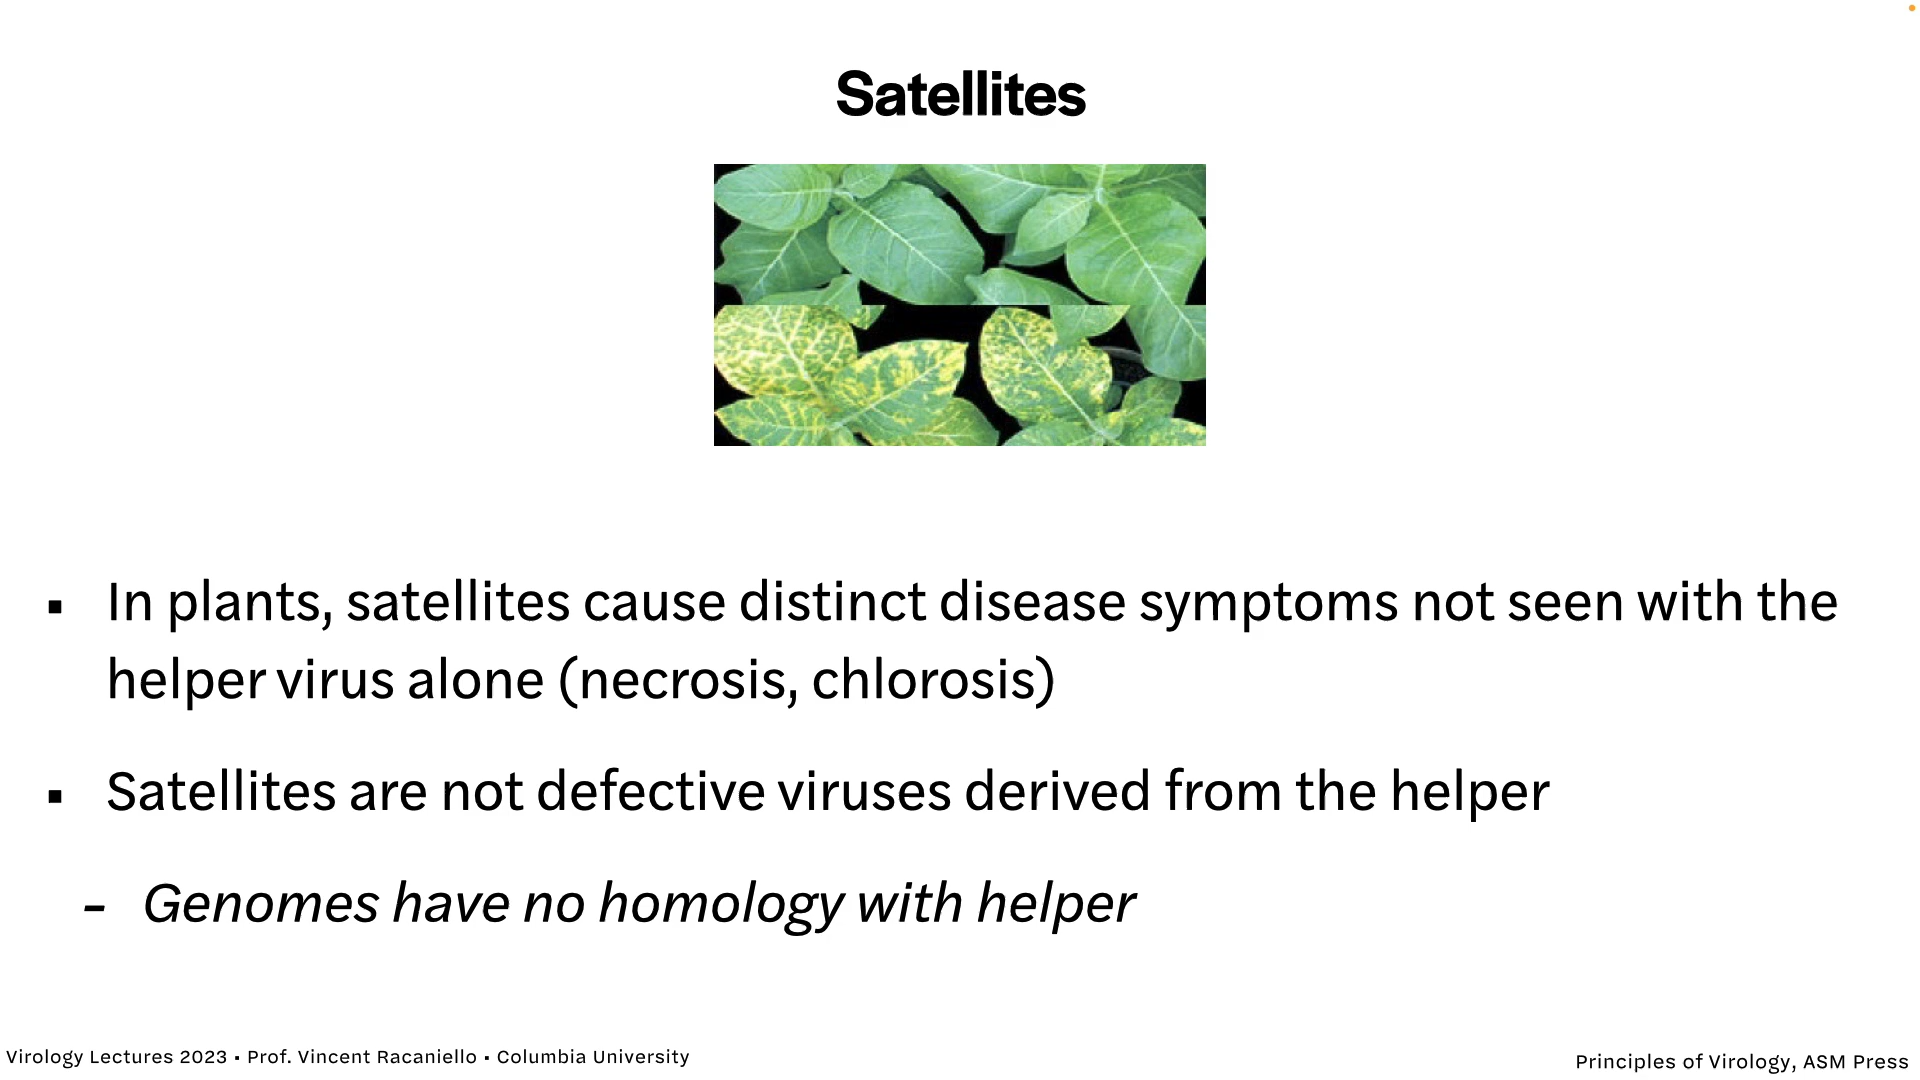 Satellites
▪ In plants, satellites cause distinct disease symptoms not seen with the
helper virus alone (necrosis, chlorosis)
▪ Satellites are not defective viruses derived from the helper
- Genomes have no homology with helper
Virology Lectures 2023 • Prof. Vincent Racaniello • Columbia University
Principles of Virology, ASM Press